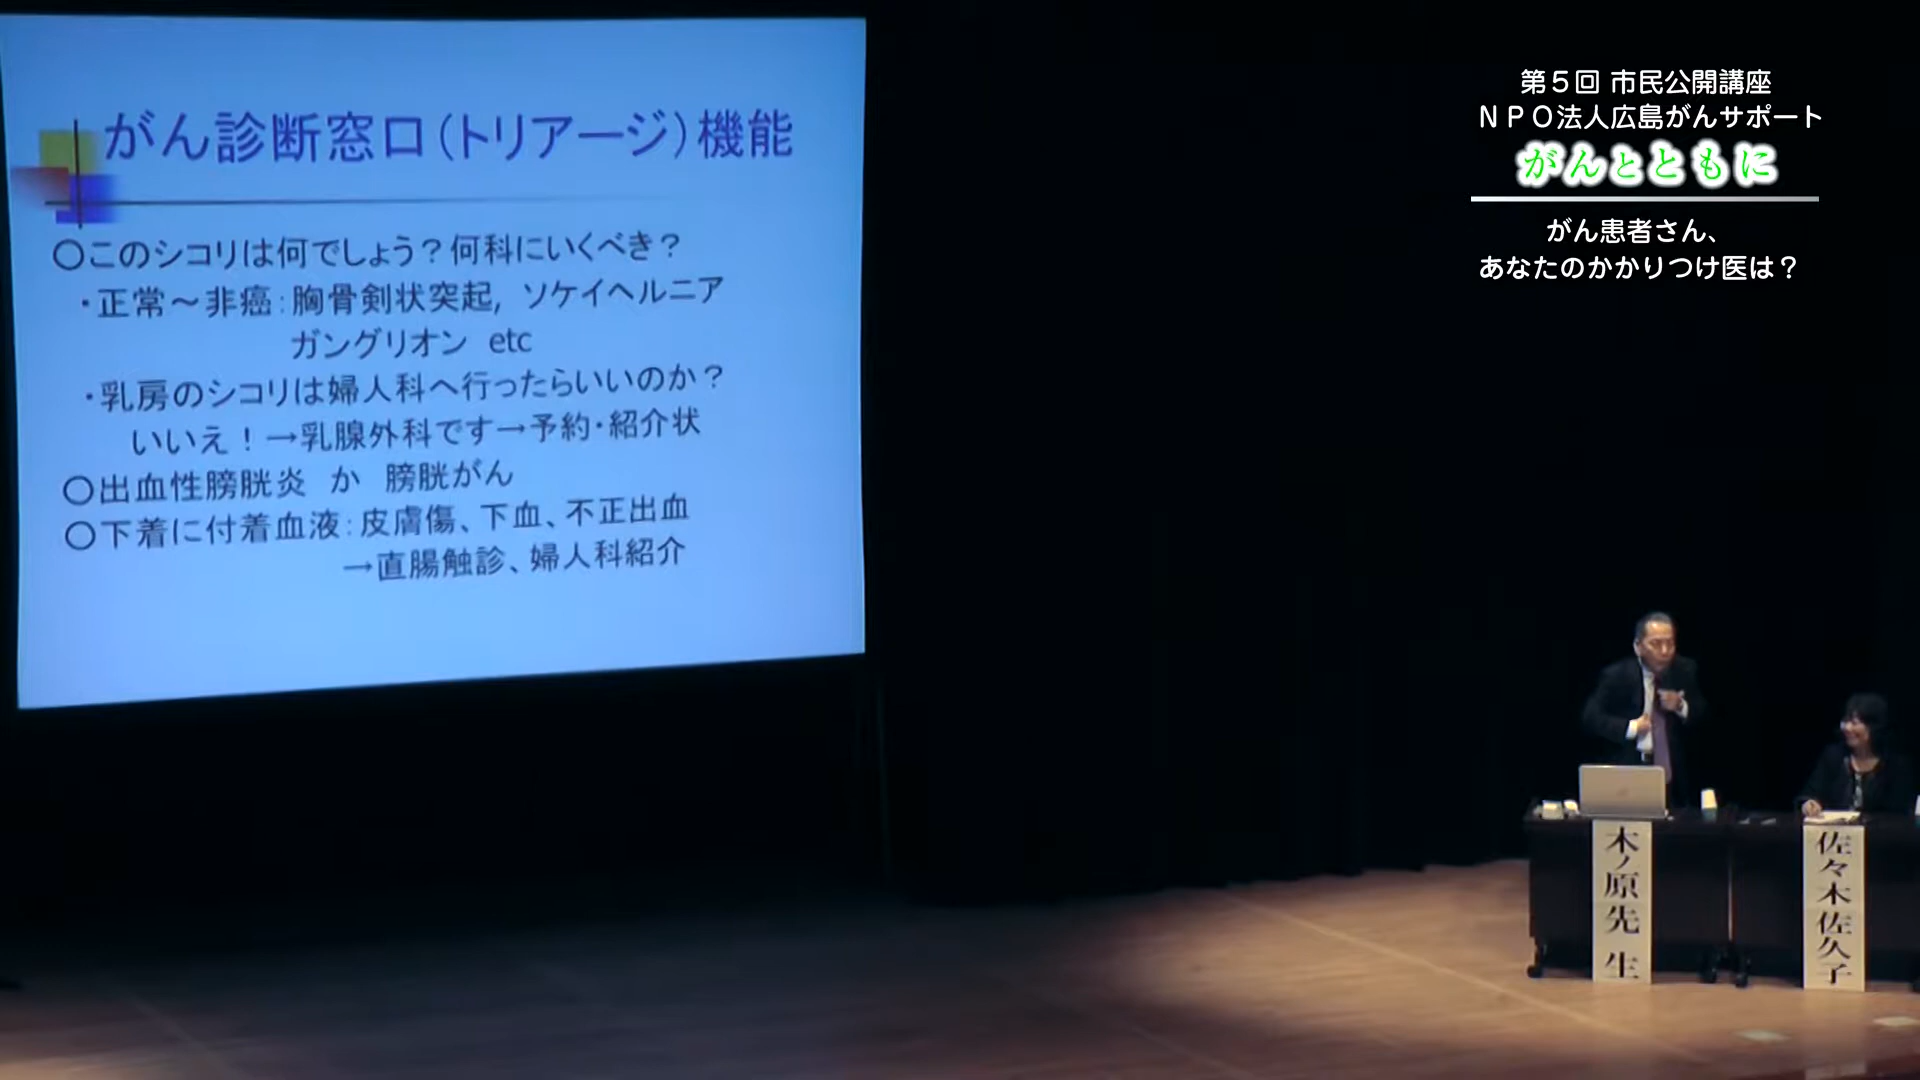 がん診断窓口（トリアージ）機能
○このシコリは何でしょう？何科にいくべき？
・正常～非癌：胸骨剣状突起，ソケイヘルニア
ガングリオン etc
・乳房のシコリは婦人科へ行ったらいいのか？
いいえ！→乳腺外科です→予約・紹介状
○出血性膀胱炎 か 膀胱がん
○下着に付着血液：皮膚傷、下血、不正出血
→直腸触診、婦人科紹介
第５回 市民公開講座
ＮＰＯ法人広島がんサポート
がんとともに
がん患者さん、
あなたのかかりつけ医は？
木ノ原先生
佐々木佐久子